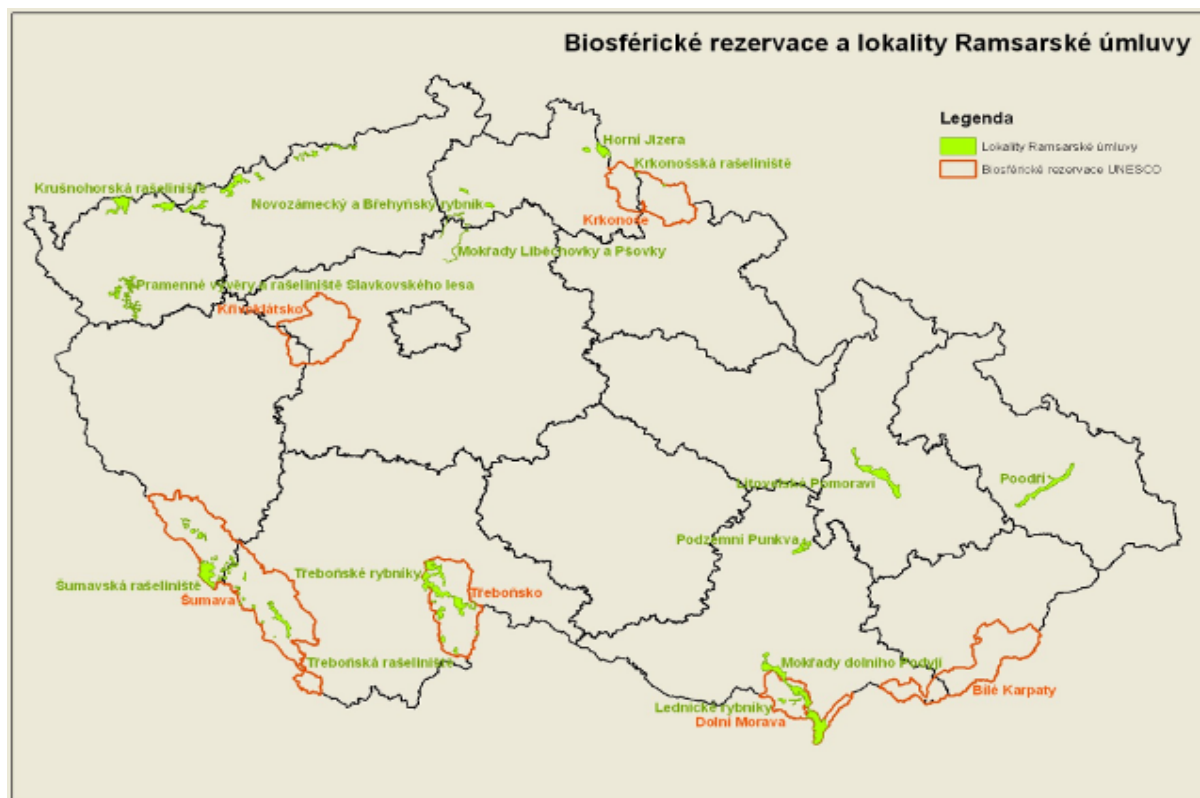 Biosférické rezervace a lokality Ramsarské úmluvy
Legenda
Lokality Ramsarské úmluvy
Biosférické rezervace UNESCO
Horní Jizera
Krkonošská rašeliniště
Krušnohorská rašeliniště
Novozámecký a Břehyňský rybník
Krkonoše
Mokřady Liběchovky a Pšovky
Pramenné vývěry a rašeliniště Slavkovského lesa
Křivoklátsko
Litovelské Pomoraví
Poodří
Podzemní Punkva
Třeboňské rybníky
Šumavská rašeliniště
Třeboňsko
Šumava
Třeboňská rašeliniště
Mokřady dolního Podyjí
Bílé Karpaty
Lednické rybníky
Dolní Morava